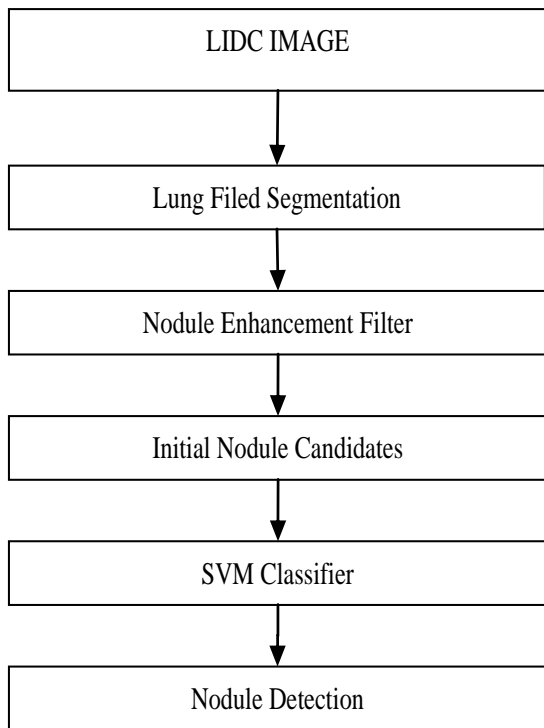 LIDC IMAGE
Lung Filed Segmentation
Nodule Enhancement Filter
Initial Nodule Candidates
SVM Classifier
Nodule Detection